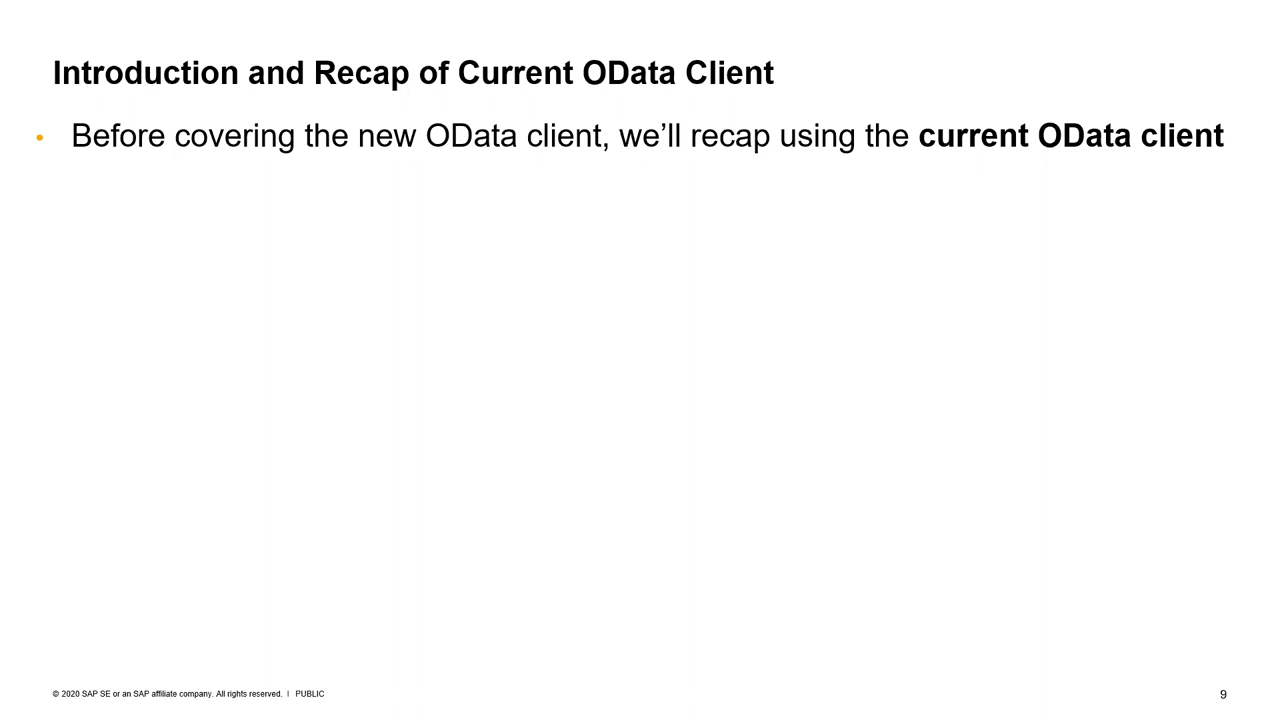 Introduction and Recap of Current OData Client
• Before covering the new OData client, we’ll recap using the current OData client
© 2020 SAP SE or an SAP affiliate company. All rights reserved. I PUBLIC
9